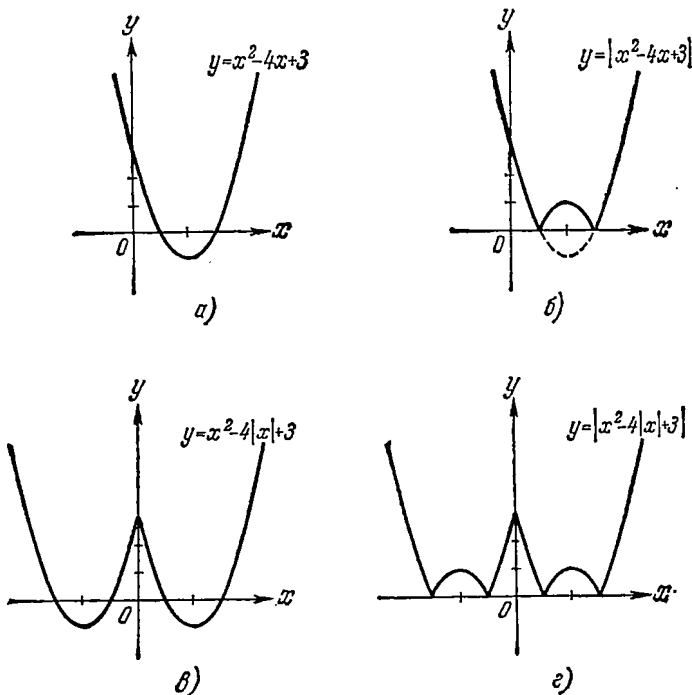 y
y=x²-4x+3
0
x
а)
y
y=|x²-4x+3|
0
x
б)
y
y=x²-4|x|+3
0
x
в)
y
y=|x²-4|x|+3|
0
x
г)